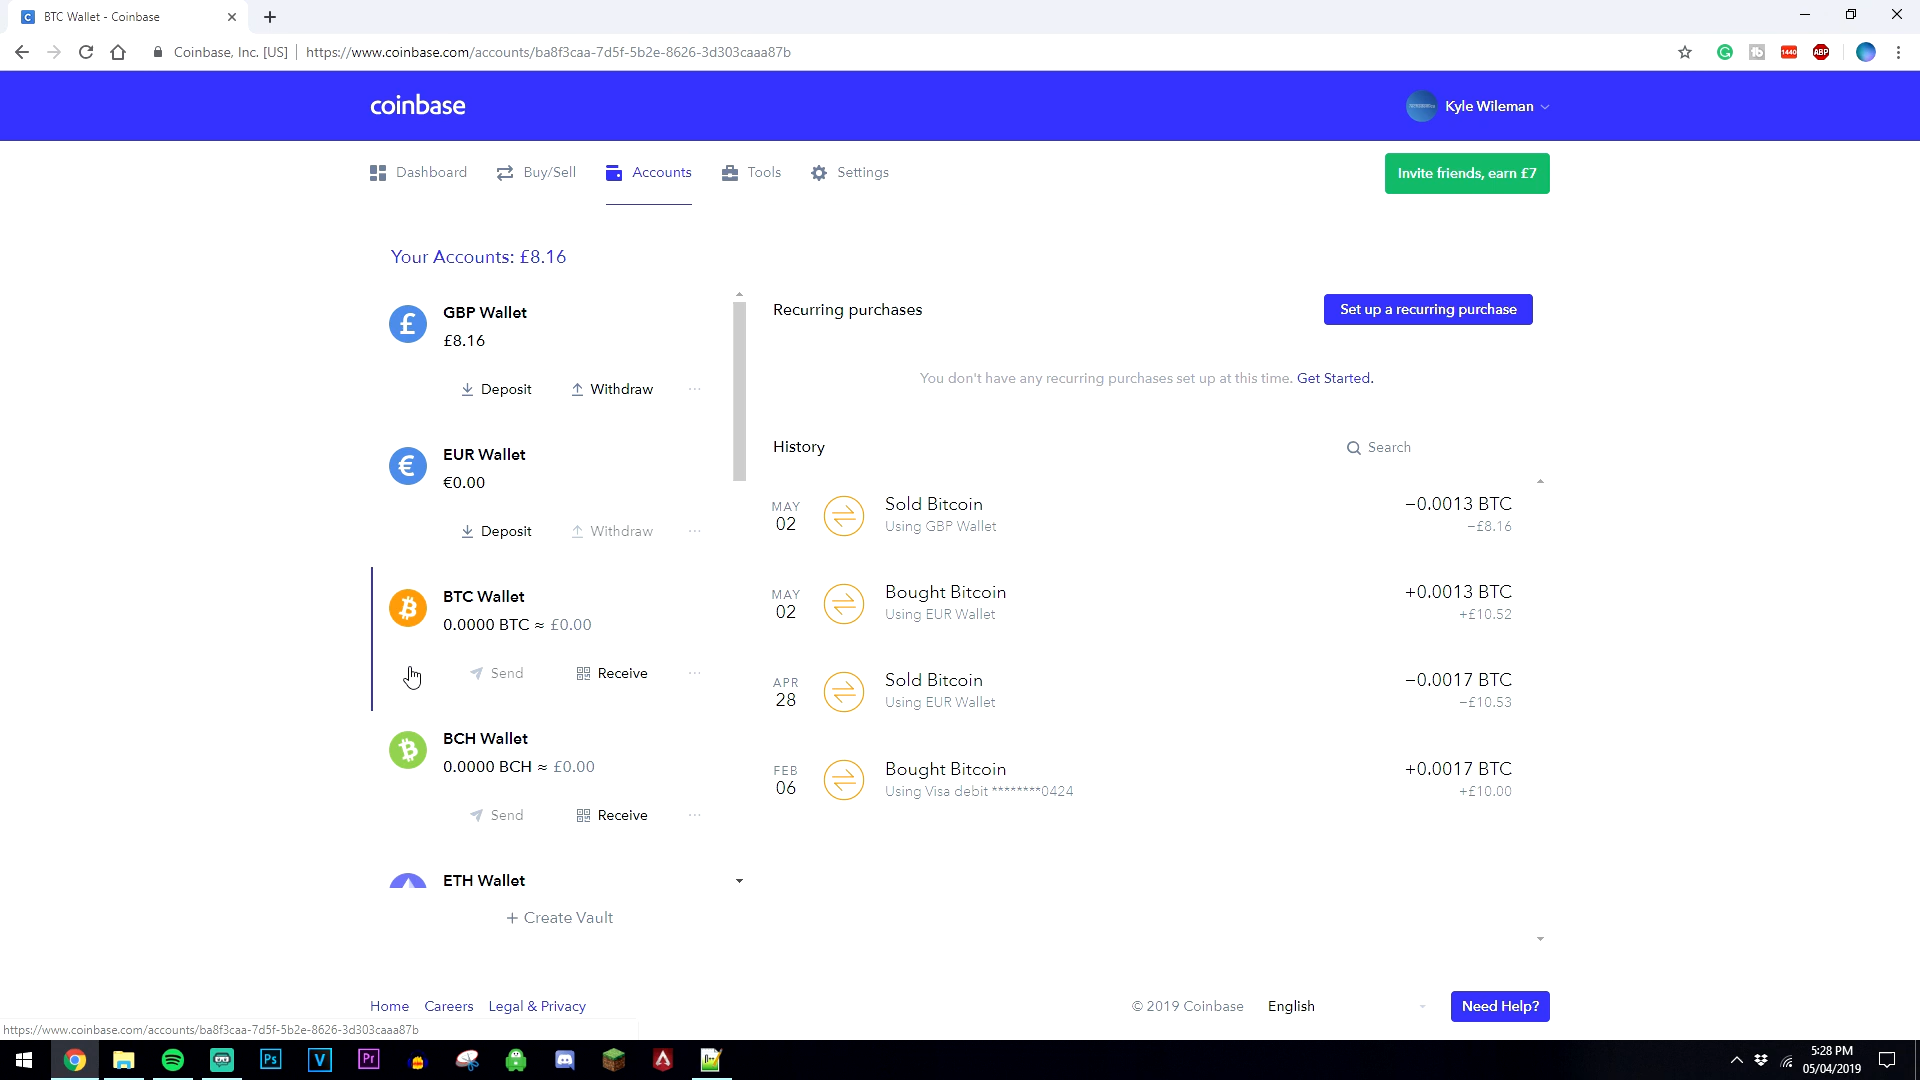 BTC Wallet - Coinbase
Coinbase, Inc. [US] | https://www.coinbase.com/accounts/ba8f3caa-7d5f-5b2e-8626-3d303caaa87b
1440
ABP
coinbase
Kyle Wileman
Dashboard
Buy/Sell
Accounts
Tools
Settings
Invite friends, earn £7
Your Accounts: £8.16
GBP Wallet
£8.16
Deposit
Withdraw
EUR Wallet
€0.00
Deposit
Withdraw
BTC Wallet
0.0000 BTC ≈ £0.00
Send
Receive
BCH Wallet
0.0000 BCH ≈ £0.00
Send
Receive
ETH Wallet
+ Create Vault
Recurring purchases
Set up a recurring purchase
You don't have any recurring purchases set up at this time. Get Started.
History
Search
MAY
02
Sold Bitcoin
Using GBP Wallet
−0.0013 BTC
−£8.16
MAY
02
Bought Bitcoin
Using EUR Wallet
+0.0013 BTC
+£10.52
APR
28
Sold Bitcoin
Using EUR Wallet
−0.0017 BTC
−£10.53
FEB
06
Bought Bitcoin
Using Visa debit ********0424
+0.0017 BTC
+£10.00
Home
Careers
Legal & Privacy
© 2019 Coinbase
English
Need Help?
https://www.coinbase.com/accounts/ba8f3caa-7d5f-5b2e-8626-3d303caaa87b
Ps
V
Pr
5:28 PM
05/04/2019